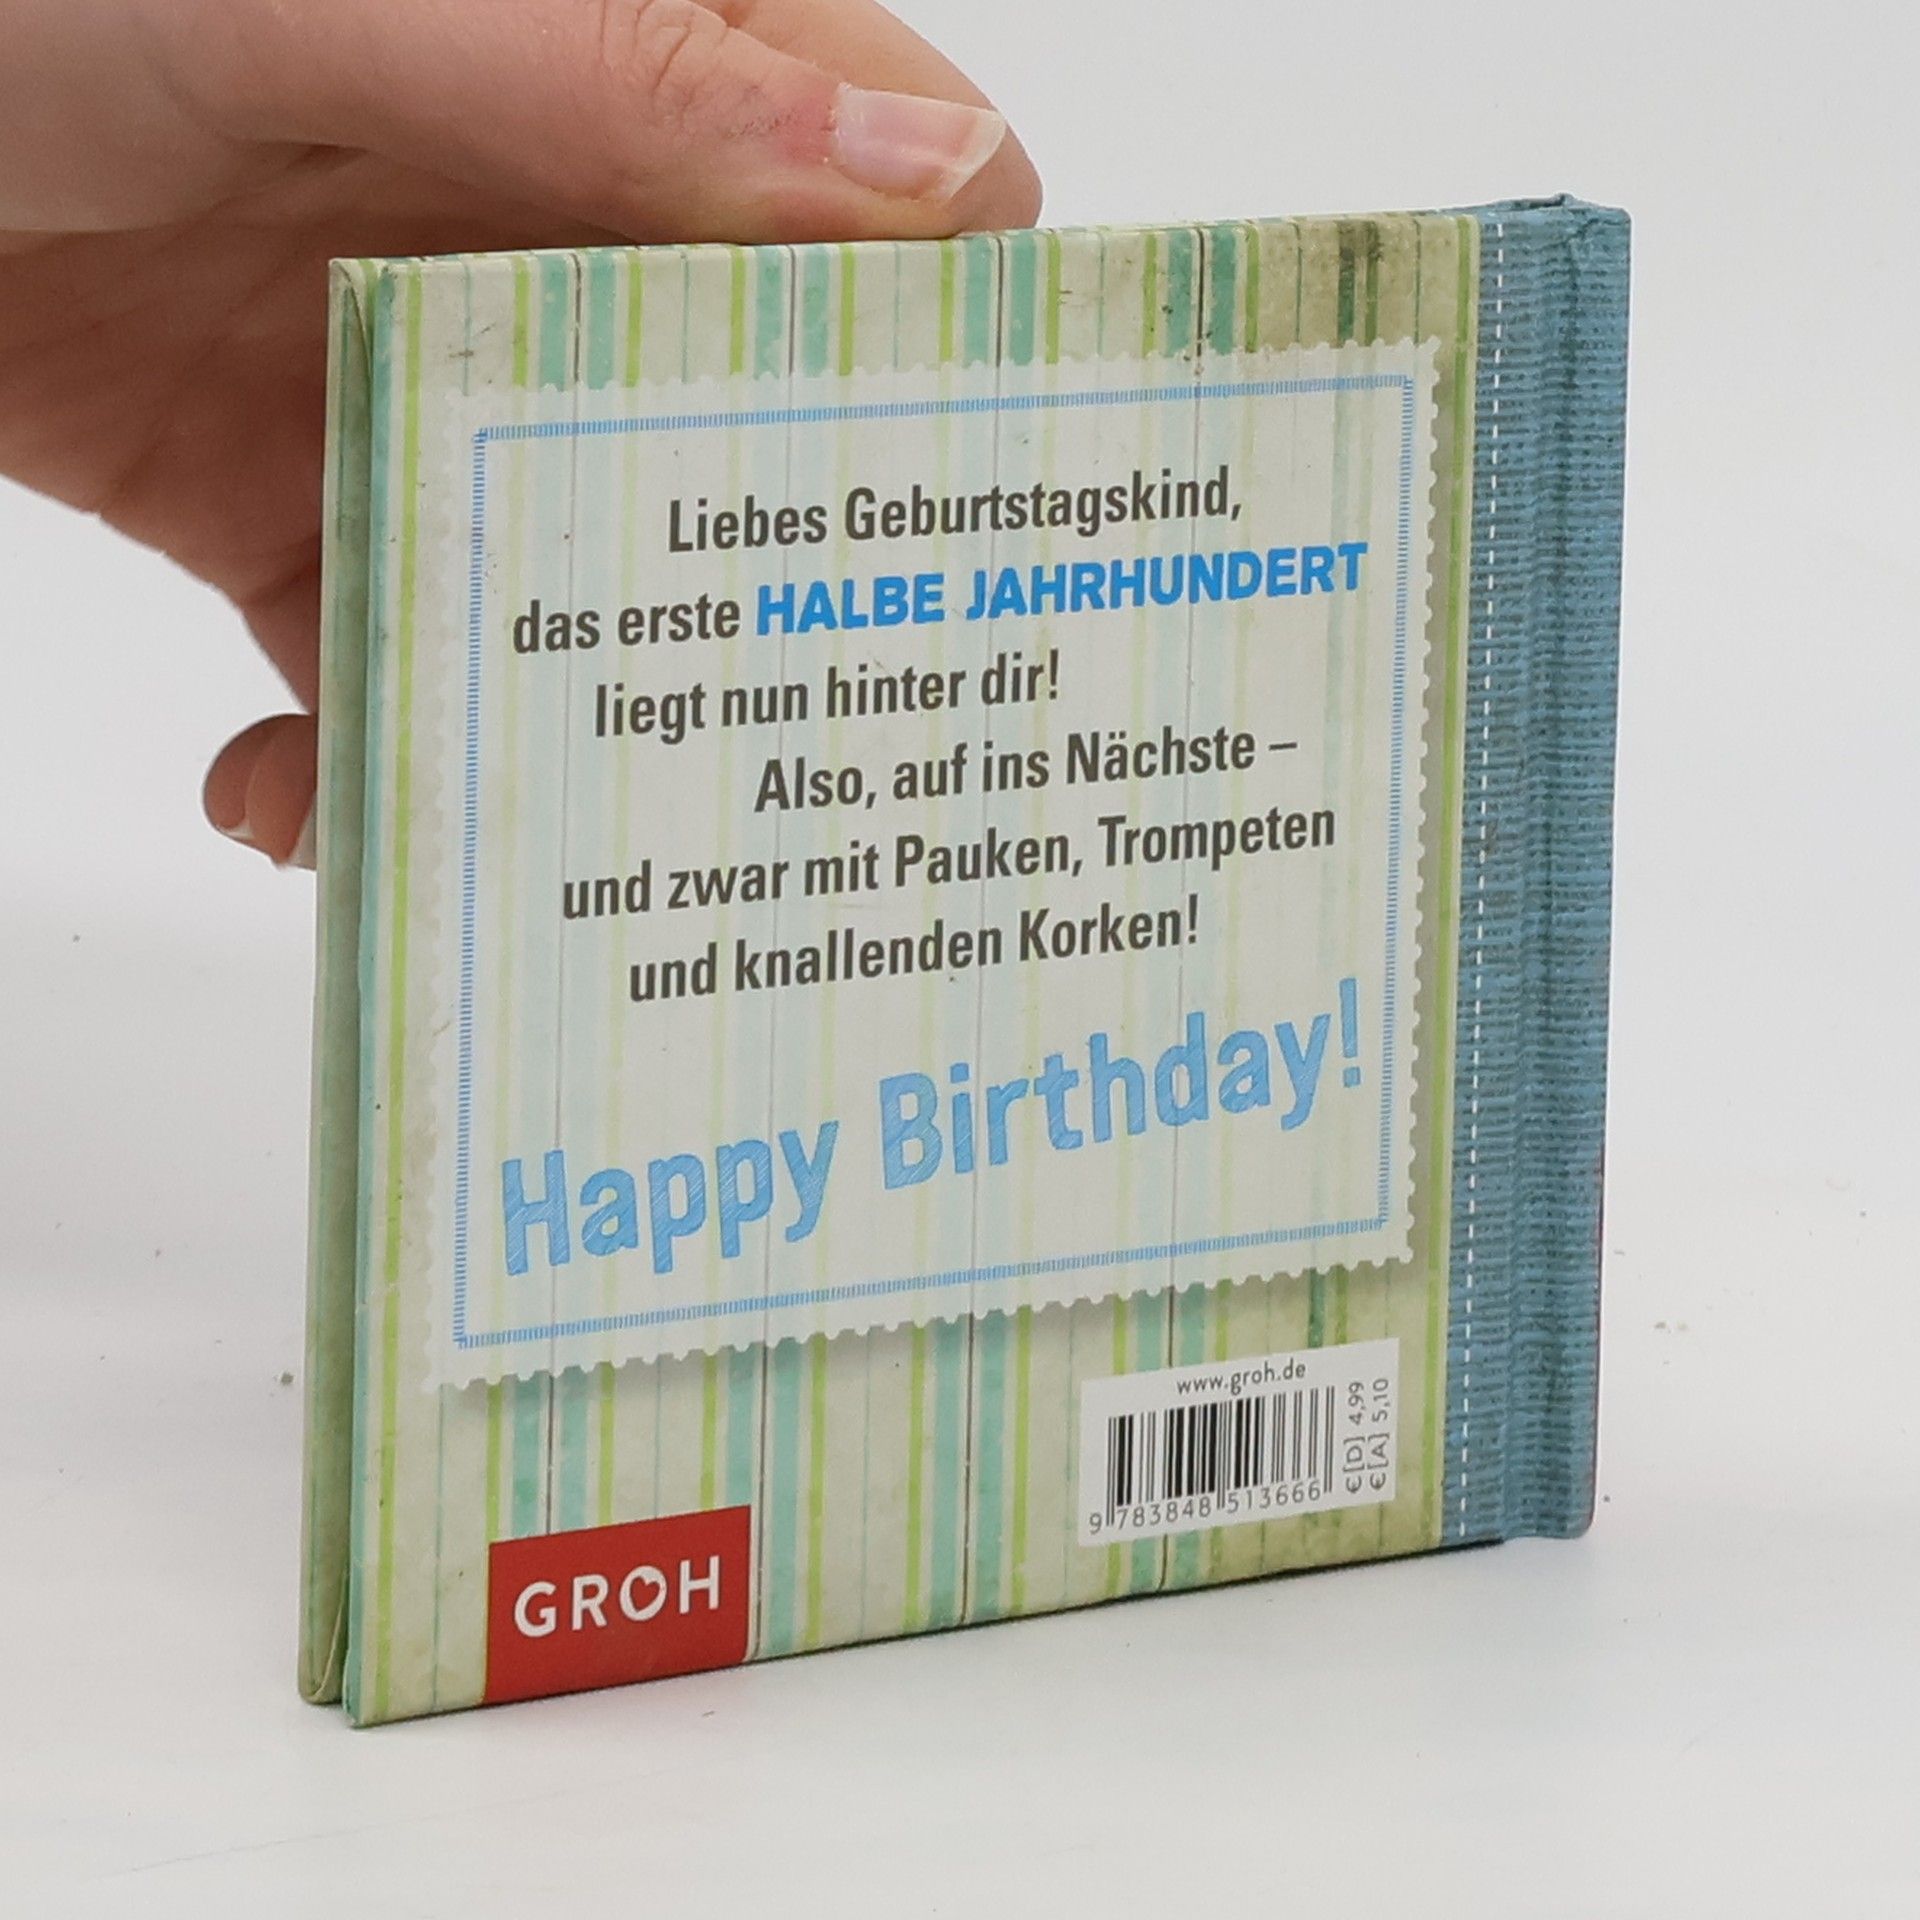 Liebes Geburtstagskind,
das erste HALBE JAHRHUNDERT
liegt nun hinter dir!
Also, auf ins Nächste –
und zwar mit Pauken, Trompeten
und knallenden Korken!
Happy Birthday!
www.groh.de
9 783848 513666
€ [D] 4,99
€ [A] 5,10
GROH